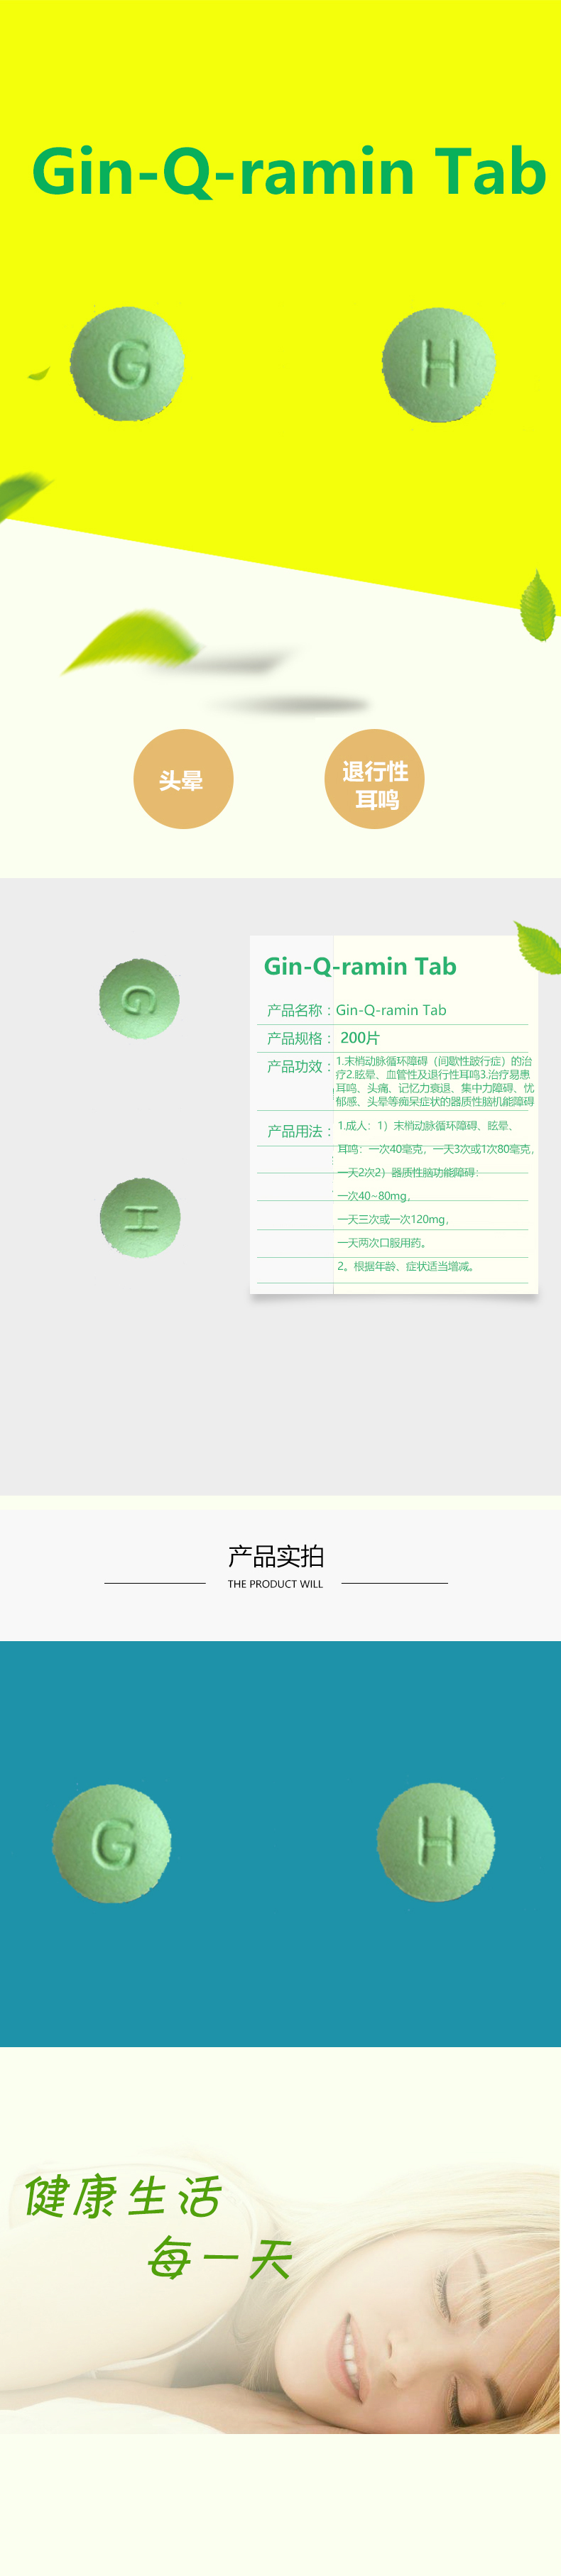 Gin-Q-ramin Tab
G
H
头晕
退行性
耳鸣
G
H
Gin-Q-ramin Tab
产品名称：Gin-Q-ramin Tab
产品规格： 200片
产品功效：1.末梢动脉循环障碍（间歇性跛行症）的治
疗2.眩晕、血管性及退行性耳鸣3.治疗易患
耳鸣、头痛、记忆力衰退、集中力障碍、忧
郁感、头晕等痴呆症状的器质性脑机能障碍
产品用法：1.成人：1）末梢动脉循环障碍、眩晕、
耳鸣：一次40毫克，一天3次或1次80毫克，
一天2次2）器质性脑功能障碍：
一次40~80mg，
一天三次或一次120mg，
一天两次口服用药。
2。根据年龄、症状适当增减。
产品实拍
THE PRODUCT WILL
G
H
健康生活
每一天